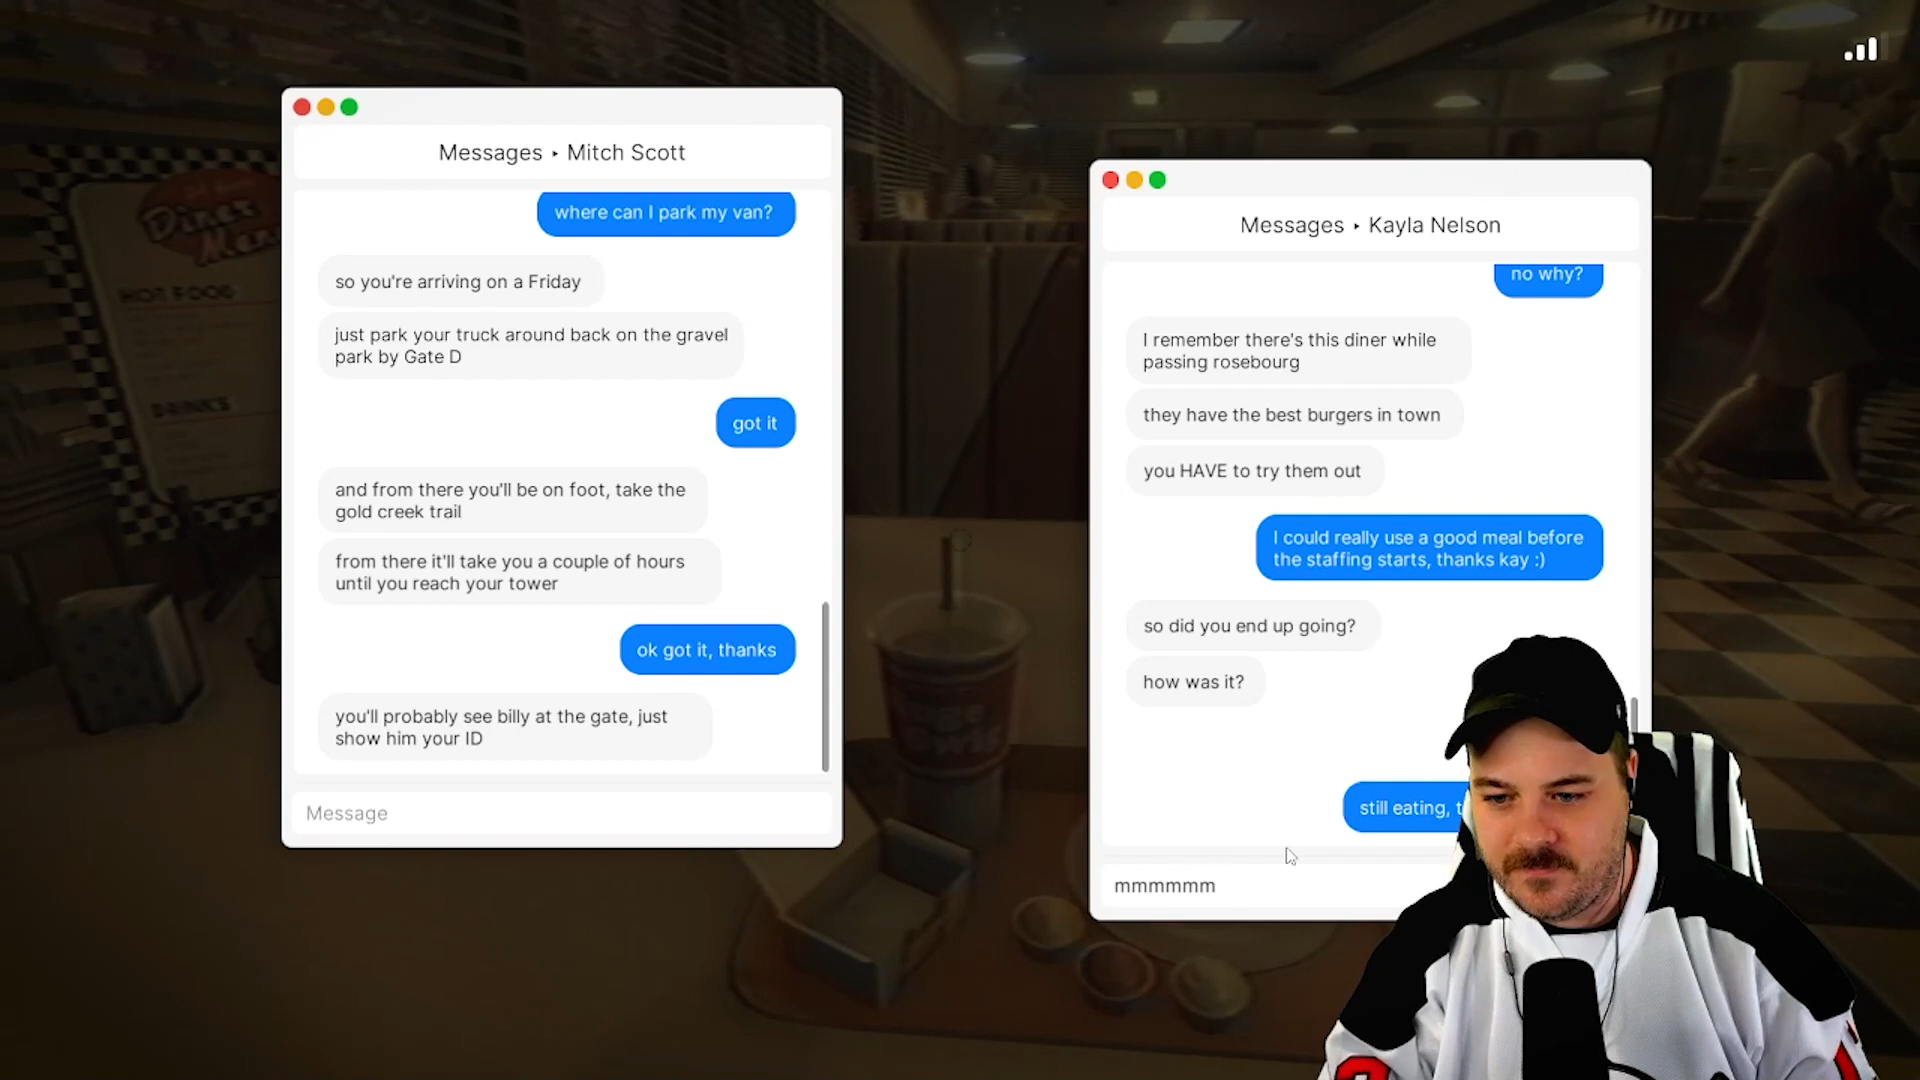 Messages ▸ Mitch Scott
where can I park my van?
so you're arriving on a Friday
just park your truck around back on the gravel
park by Gate D
got it
and from there you'll be on foot, take the
gold creek trail
from there it'll take you a couple of hours
until you reach your tower
ok got it, thanks
you'll probably see billy at the gate, just
show him your ID
Message
Messages ▸ Kayla Nelson
no why?
I remember there's this diner while
passing rosebourg
they have the best burgers in town
you HAVE to try them out
I could really use a good meal before
the staffing starts, thanks kay :)
so did you end up going?
how was it?
still eating,
mmmmmm
Diner
Menu
HOT FOOD
DRINKS